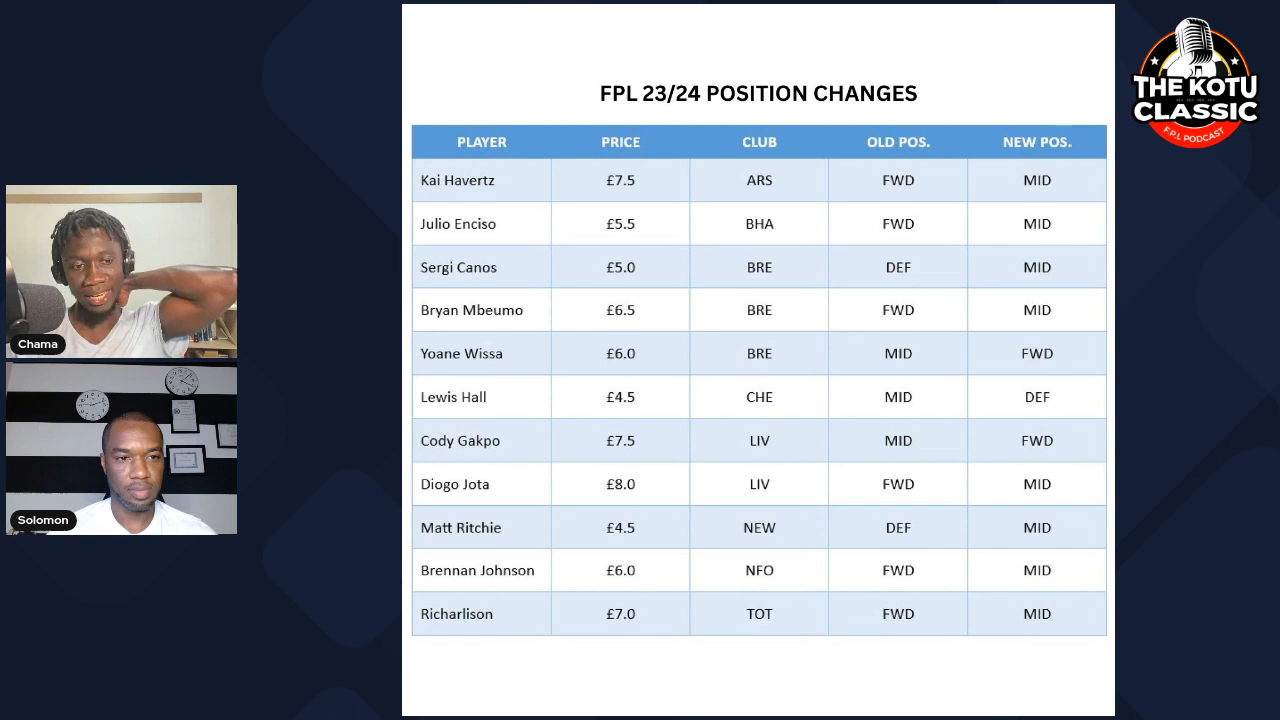 FPL 23/24 POSITION CHANGES
PLAYER PRICE CLUB OLD POS. NEW POS.
Kai Havertz £7.5 ARS FWD MID
Julio Enciso £5.5 BHA FWD MID
Sergi Canos £5.0 BRE DEF MID
Bryan Mbeumo £6.5 BRE FWD MID
Yoane Wissa £6.0 BRE MID FWD
Lewis Hall £4.5 CHE MID DEF
Cody Gakpo £7.5 LIV MID FWD
Diogo Jota £8.0 LIV FWD MID
Matt Ritchie £4.5 NEW DEF MID
Brennan Johnson £6.0 NFO FWD MID
Richarlison £7.0 TOT FWD MID
THE KOTU
CLASSIC
F.P.L PODCAST
Chama
Solomon